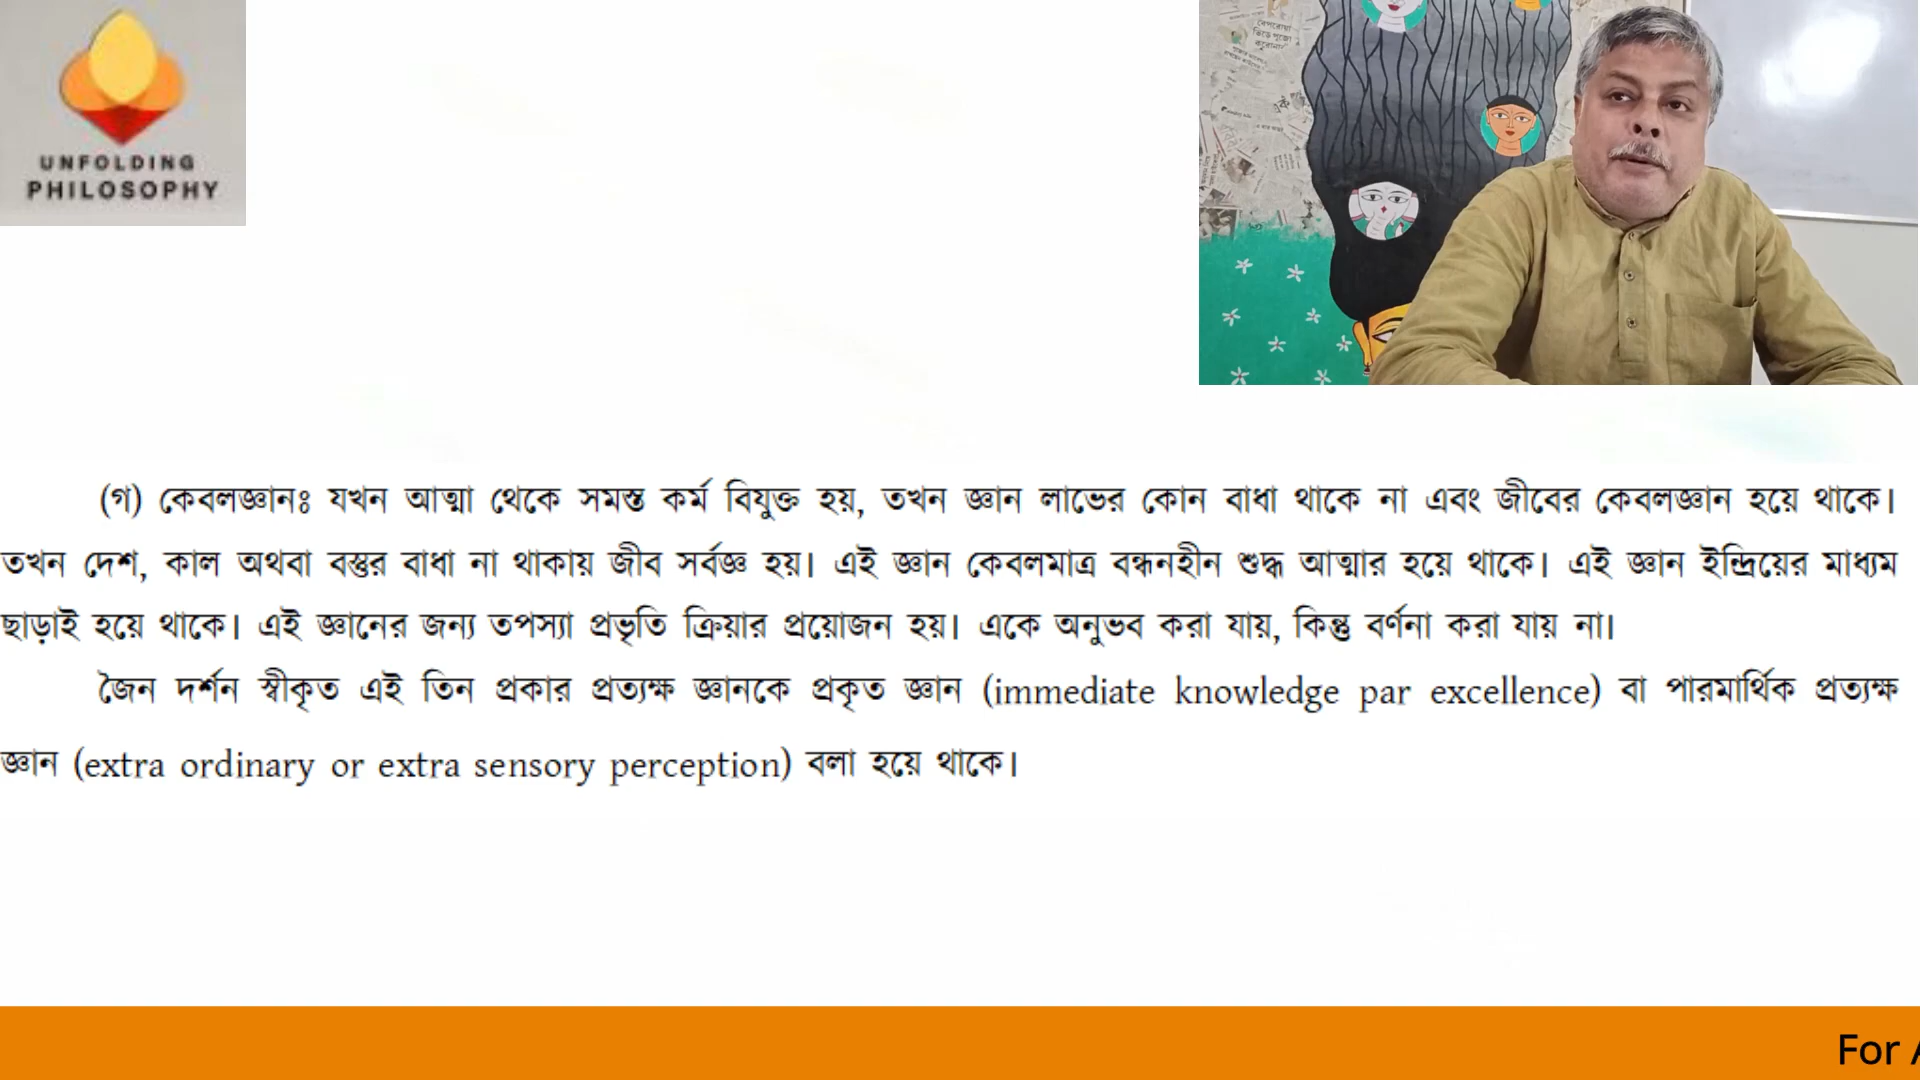 UNFOLDING
PHILOSOPHY
(গ) কেবলজ্ঞানঃ যখন আত্মা থেকে সমস্ত কর্ম বিযুক্ত হয়, তখন জ্ঞান লাভের কোন বাধা থাকে না এবং জীবের কেবলজ্ঞান হয়ে থাকে।
তখন দেশ, কাল অথবা বস্তুর বাধা না থাকায় জীব সর্বজ্ঞ হয়। এই জ্ঞান কেবলমাত্র বন্ধনহীন শুদ্ধ আত্মার হয়ে থাকে। এই জ্ঞান ইন্দ্রিয়ের মাধ্যম
ছাড়াই হয়ে থাকে। এই জ্ঞানের জন্য তপস্যা প্রভৃতি ক্রিয়ার প্রয়োজন হয়। একে অনুভব করা যায়, কিন্তু বর্ণনা করা যায় না।
জৈন দর্শন স্বীকৃত এই তিন প্রকার প্রত্যক্ষ জ্ঞানকে প্রকৃত জ্ঞান (immediate knowledge par excellence) বা পারমার্থিক প্রত্যক্ষ
জ্ঞান (extra ordinary or extra sensory perception) বলা হয়ে থাকে।
For